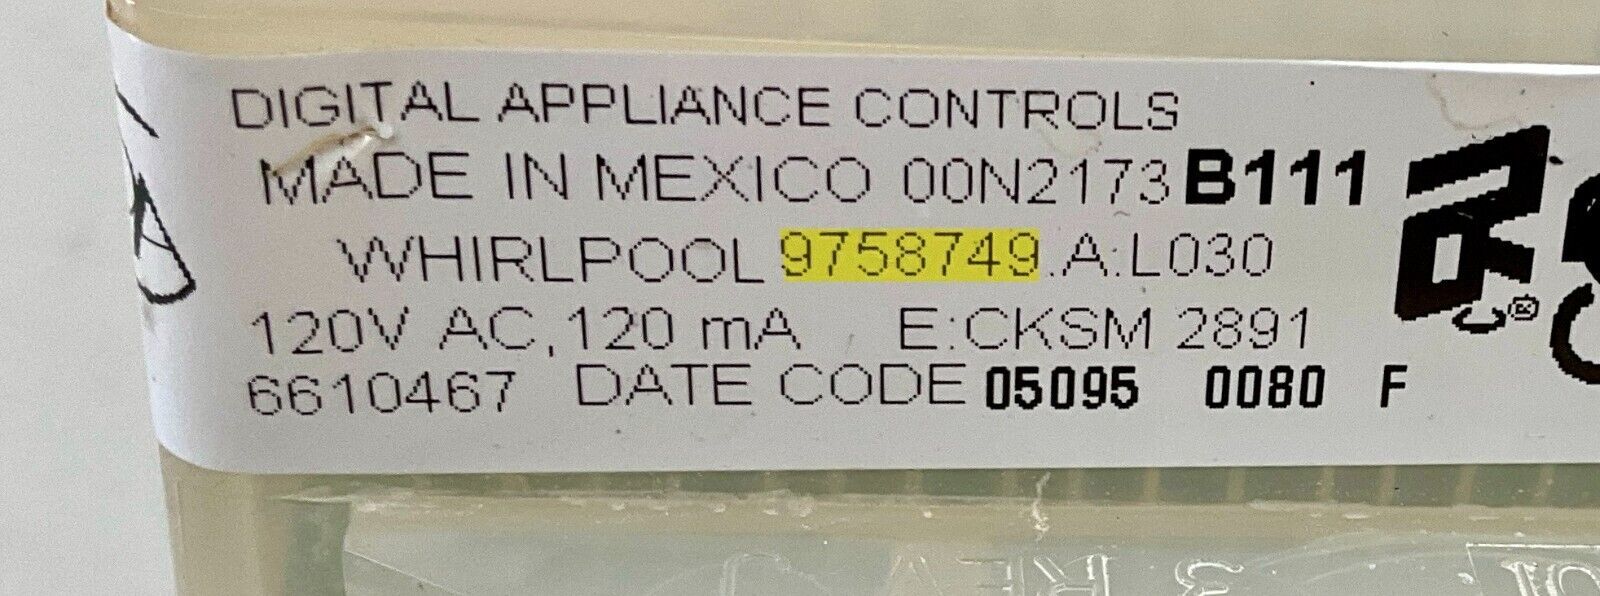 DIGITAL APPLIANCE CONTROLS
MADE IN MEXICO 00N2173 B111
WHIRLPOOL 9758749.A:L030
120V AC, 120 mA E:CKSM 2891
6610467 DATE CODE 05095 0080 F